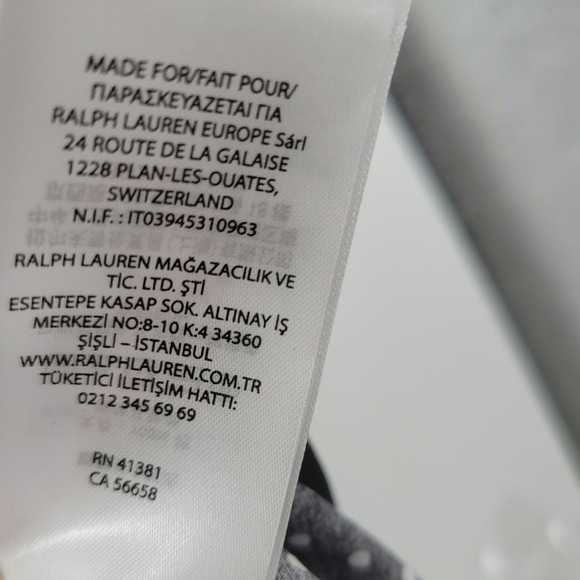 MADE FOR/FAIT POUR/
ΠΑΡΑΣΚΕΥΑΖΕΤΑΙ ΓΙΑ
RALPH LAUREN EUROPE Sárl
24 ROUTE DE LA GALAISE
1228 PLAN-LES-OUATES,
SWITZERLAND
N.I.F. : IT03945310963
RALPH LAUREN MAĞAZACILIK VE
TİC. LTD. ŞTİ
ESENTEPE KASAP SOK. ALTINAY İŞ
MERKEZİ NO:8-10 K:4 34360
ŞİŞLİ – İSTANBUL
WWW.RALPHLAUREN.COM.TR
TÜKETİCİ İLETİŞİM HATTI:
0212 345 69 69
RN 41381
CA 56658